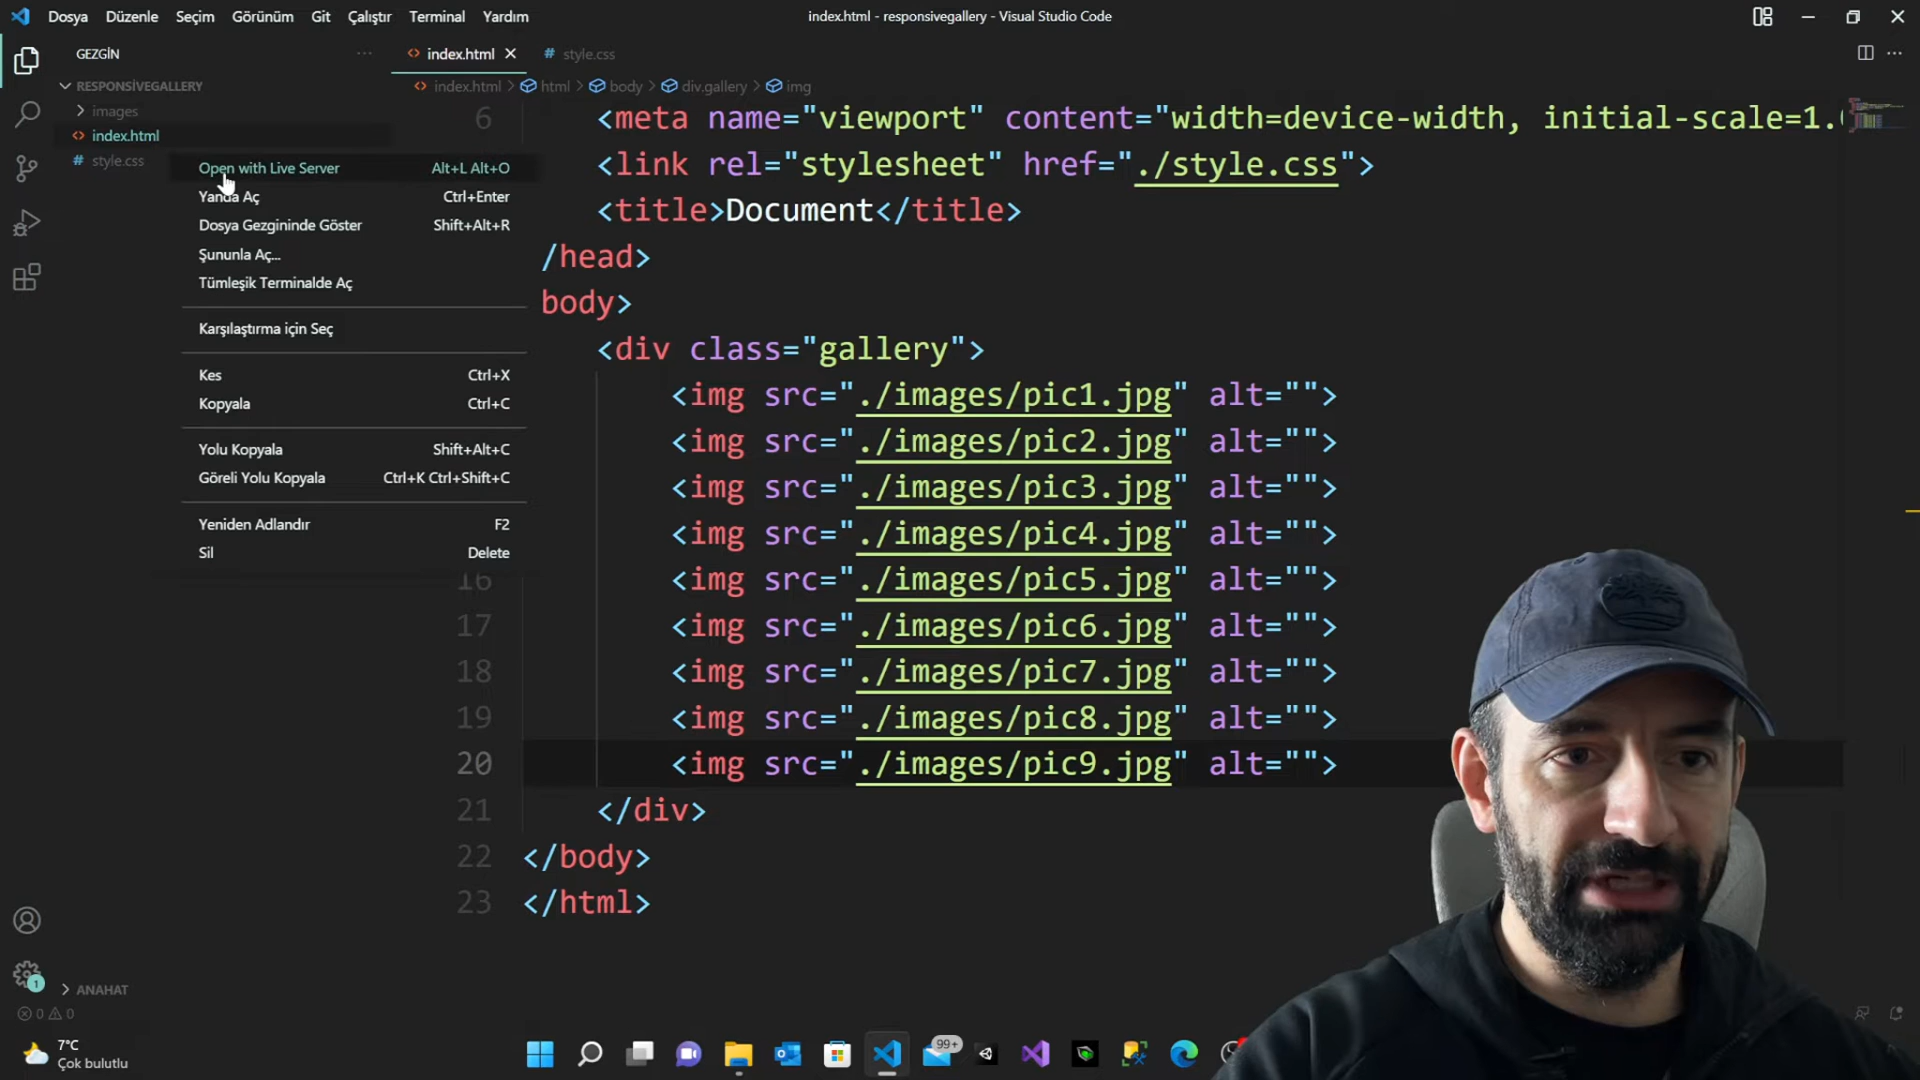 Dosya Düzenle Seçim Görünüm Git Çalıştır Terminal Yardım
index.html - responsivegallery - Visual Studio Code
GEZGİN
index.html
style.css
RESPONSİVEGALLERY
index.html > html > body > div.gallery > img
images
index.html
style.css
Open with Live Server Alt+L Alt+O
Yanda Aç Ctrl+Enter
Dosya Gezgininde Göster Shift+Alt+R
Şununla Aç...
Tümleşik Terminalde Aç
Karşılaştırma için Seç
Kes Ctrl+X
Kopyala Ctrl+C
Yolu Kopyala Shift+Alt+C
Göreli Yolu Kopyala Ctrl+K Ctrl+Shift+C
Yeniden Adlandır F2
Sil Delete
6 <meta name="viewport" content="width=device-width, initial-scale=1.
<link rel="stylesheet" href="./style.css">
<title>Document</title>
/head>
body>
<div class="gallery">
<img src="./images/pic1.jpg" alt="">
<img src="./images/pic2.jpg" alt="">
<img src="./images/pic3.jpg" alt="">
<img src="./images/pic4.jpg" alt="">
16 <img src="./images/pic5.jpg" alt="">
17 <img src="./images/pic6.jpg" alt="">
18 <img src="./images/pic7.jpg" alt="">
19 <img src="./images/pic8.jpg" alt="">
20 <img src="./images/pic9.jpg" alt="">
21 </div>
22 </body>
23 </html>
1
ANAHAT
0 0
7°C
Çok bulutlu
99+